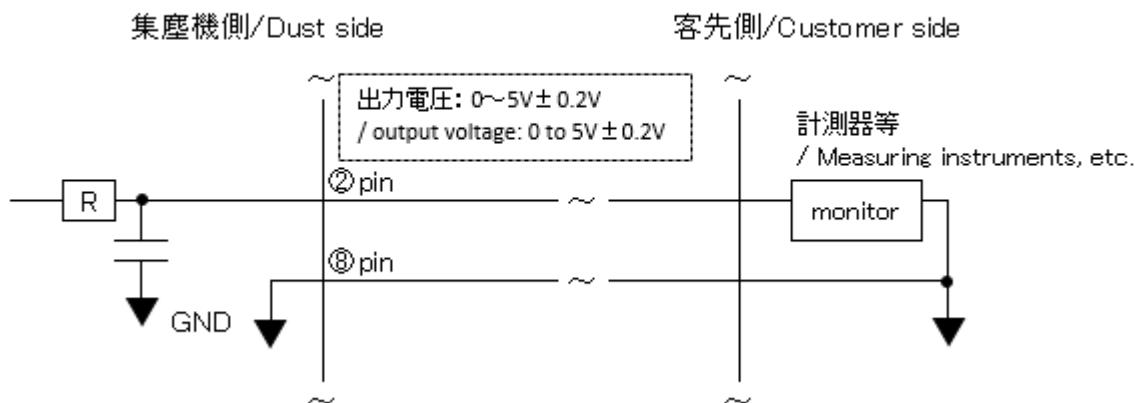 集塵機側/Dust side
客先側/Customer side
出力電圧: 0～5V± 0.2V
/ output voltage: 0 to 5V±0.2V
計測器等
/ Measuring instruments, etc.
②pin
R
monitor
⑧pin
GND